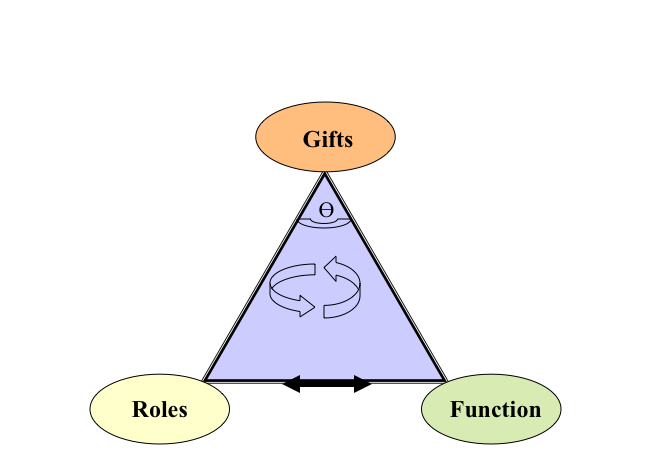 Gifts
Ө
Roles
Function